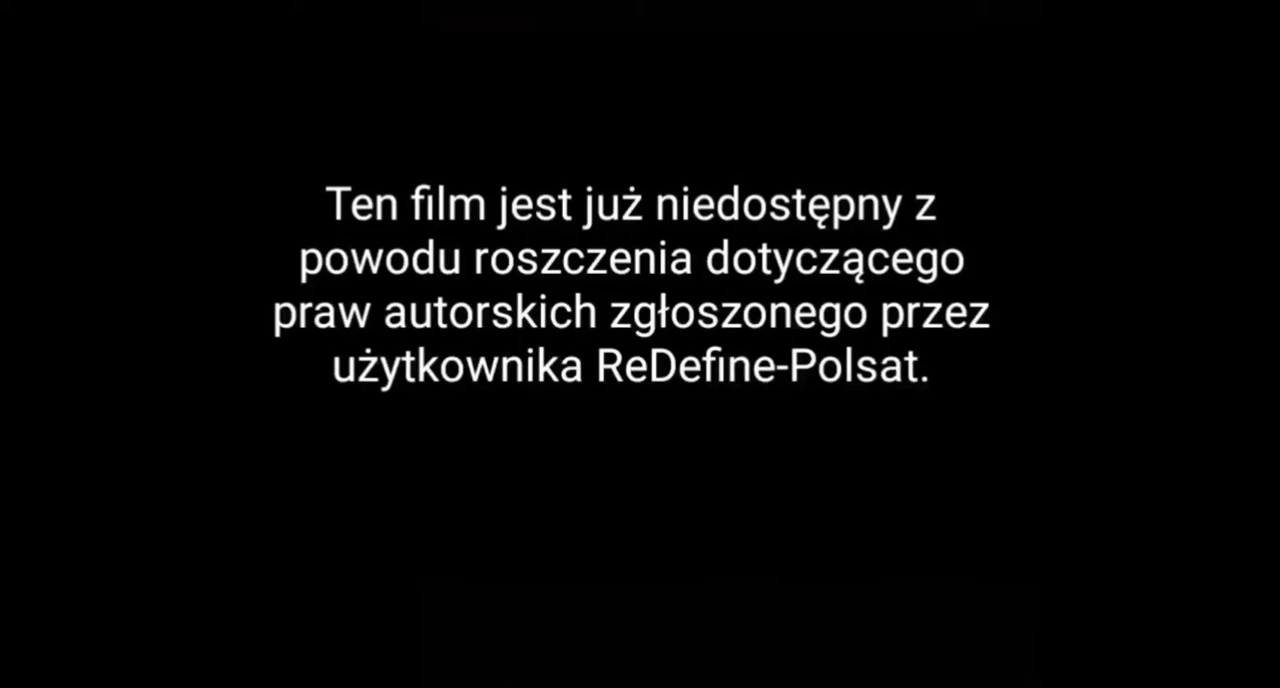 Ten film jest już niedostępny z
powodu roszczenia dotyczącego
praw autorskich zgłoszonego przez
użytkownika ReDefine-Polsat.